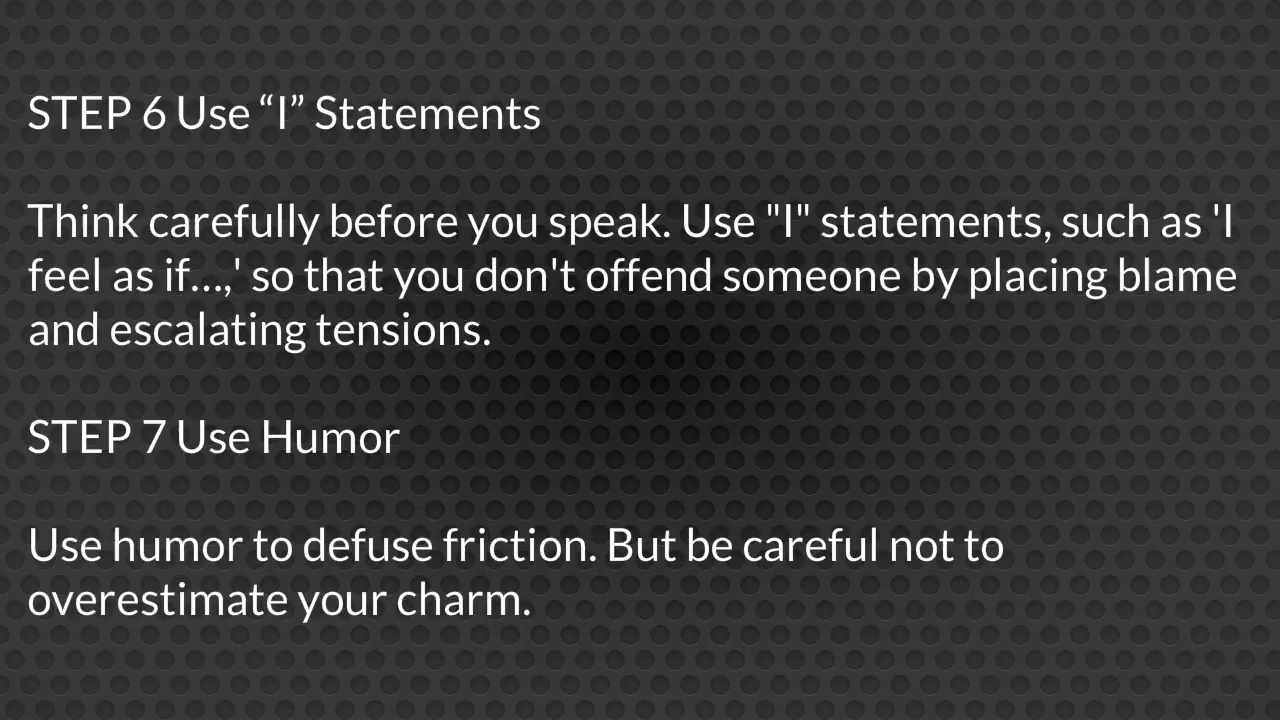 STEP 6 Use “I” Statements
Think carefully before you speak. Use "I" statements, such as 'I
feel as if...,' so that you don't offend someone by placing blame
and escalating tensions.
STEP 7 Use Humor
Use humor to defuse friction. But be careful not to
overestimate your charm.